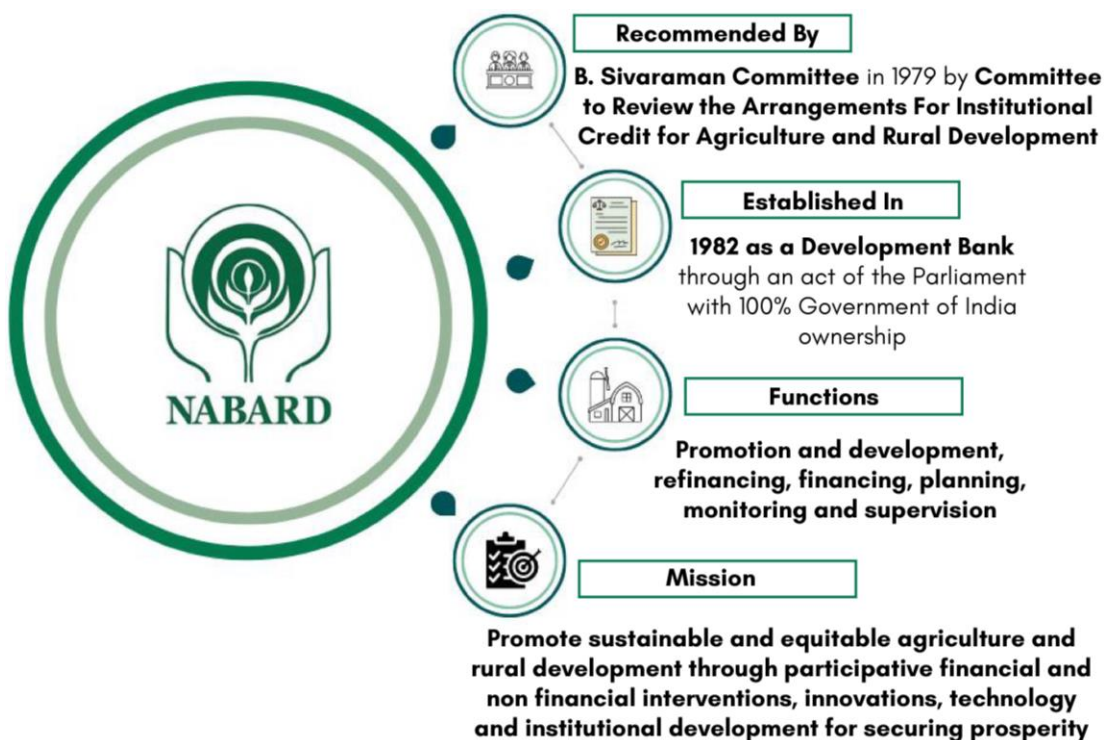 NABARD
Recommended By
B. Sivaraman Committee in 1979 by Committee
to Review the Arrangements For Institutional
Credit for Agriculture and Rural Development
Established In
1982 as a Development Bank
through an act of the Parliament
with 100% Government of India
ownership
Functions
Promotion and development,
refinancing, financing, planning,
monitoring and supervision
Mission
Promote sustainable and equitable agriculture and
rural development through participative financial and
non financial interventions, innovations, technology
and institutional development for securing prosperity